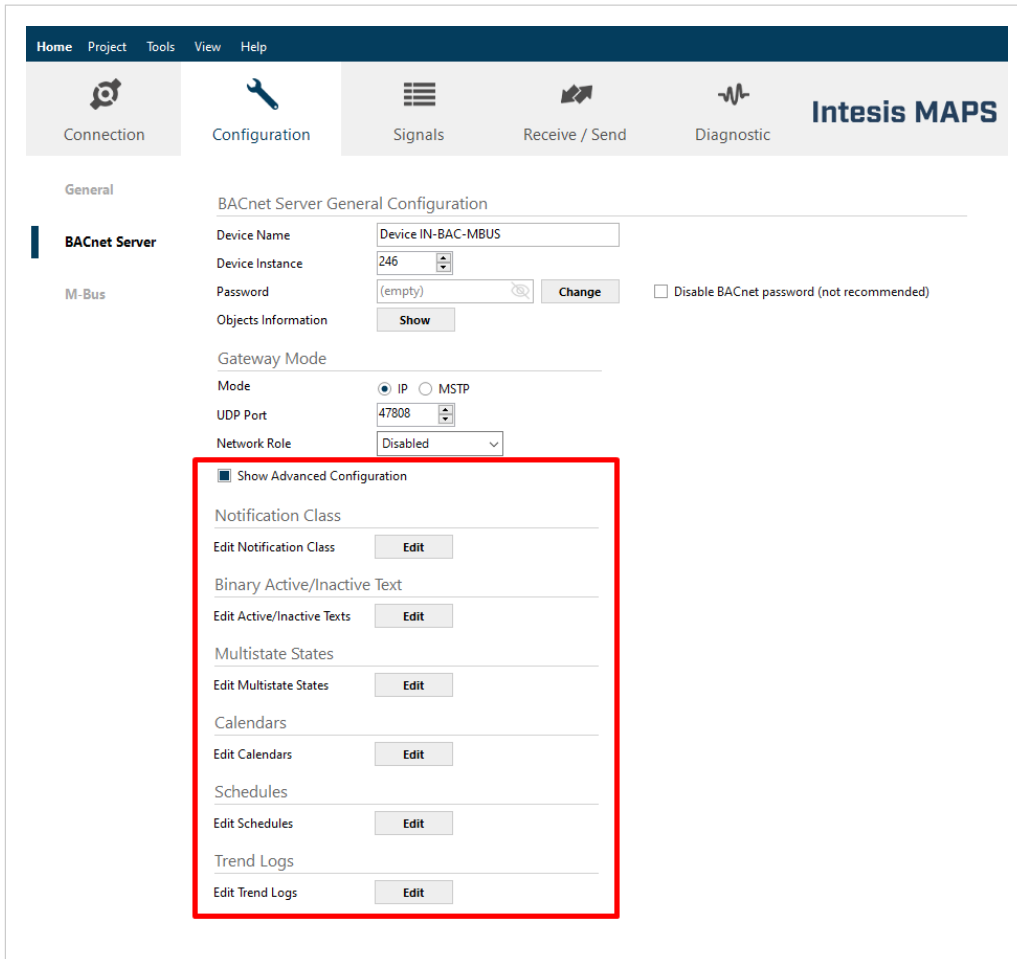 Home Project Tools View Help
Connection Configuration Signals Receive / Send Diagnostic Intesis MAPS
General
BACnet Server
M-Bus
BACnet Server General Configuration
Device Name Device IN-BAC-MBUS
Device Instance 246
Password (empty) Change Disable BACnet password (not recommended)
Objects Information Show
Gateway Mode
Mode IP MSTP
UDP Port 47808
Network Role Disabled
Show Advanced Configuration
Notification Class
Edit Notification Class Edit
Binary Active/Inactive Text
Edit Active/Inactive Texts Edit
Multistate States
Edit Multistate States Edit
Calendars
Edit Calendars Edit
Schedules
Edit Schedules Edit
Trend Logs
Edit Trend Logs Edit